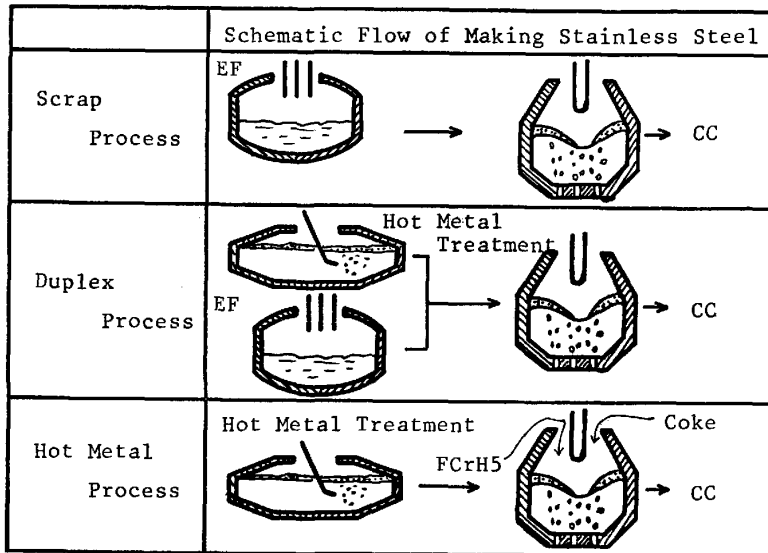 Schematic Flow of Making Stainless Steel
Scrap
Process
EF
CC
Duplex
Process
Hot Metal
Treatment
EF
CC
Hot Metal
Process
Hot Metal Treatment
FCrH5
Coke
CC